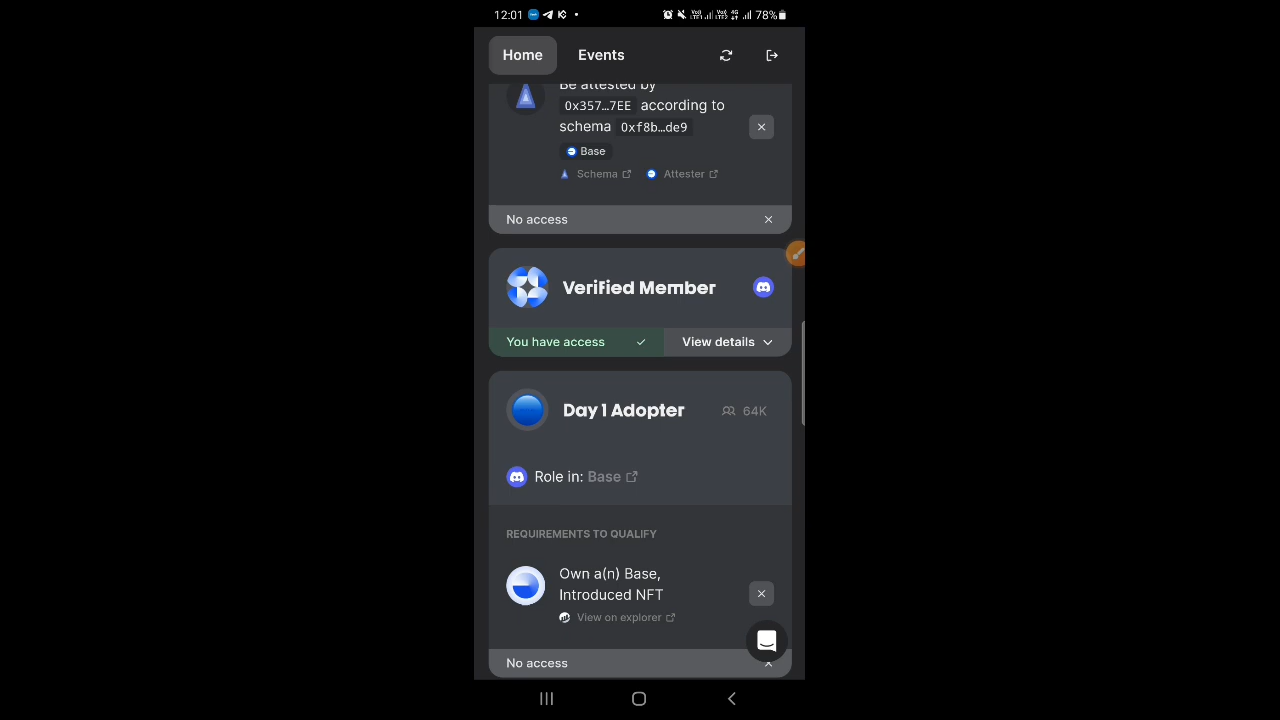 12:01 78%
Home Events
Be attested by
0x357…7EE according to
schema 0xf8b…de9
Base
Schema Attester
No access
Verified Member
You have access View details
Day 1 Adopter 64K
Role in: Base
REQUIREMENTS TO QUALIFY
Own a(n) Base,
Introduced NFT
View on explorer
No access